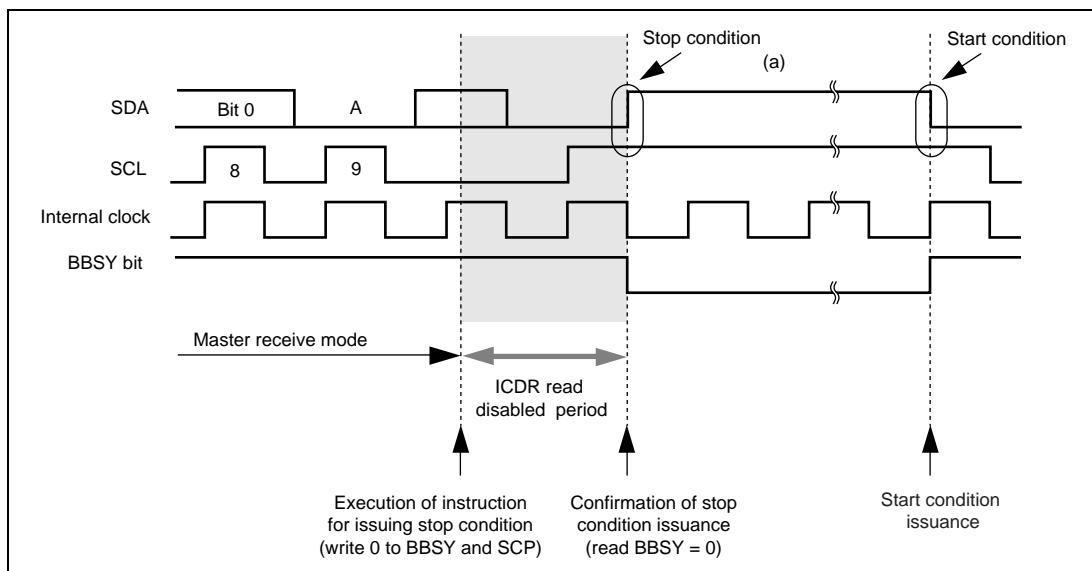 Stop condition
(a)
Start condition
SDA
Bit 0
A
SCL
8
9
Internal clock
BBSY bit
Master receive mode
ICDR read
disabled period
Execution of instruction
for issuing stop condition
(write 0 to BBSY and SCP)
Confirmation of stop
condition issuance
(read BBSY = 0)
Start condition
issuance